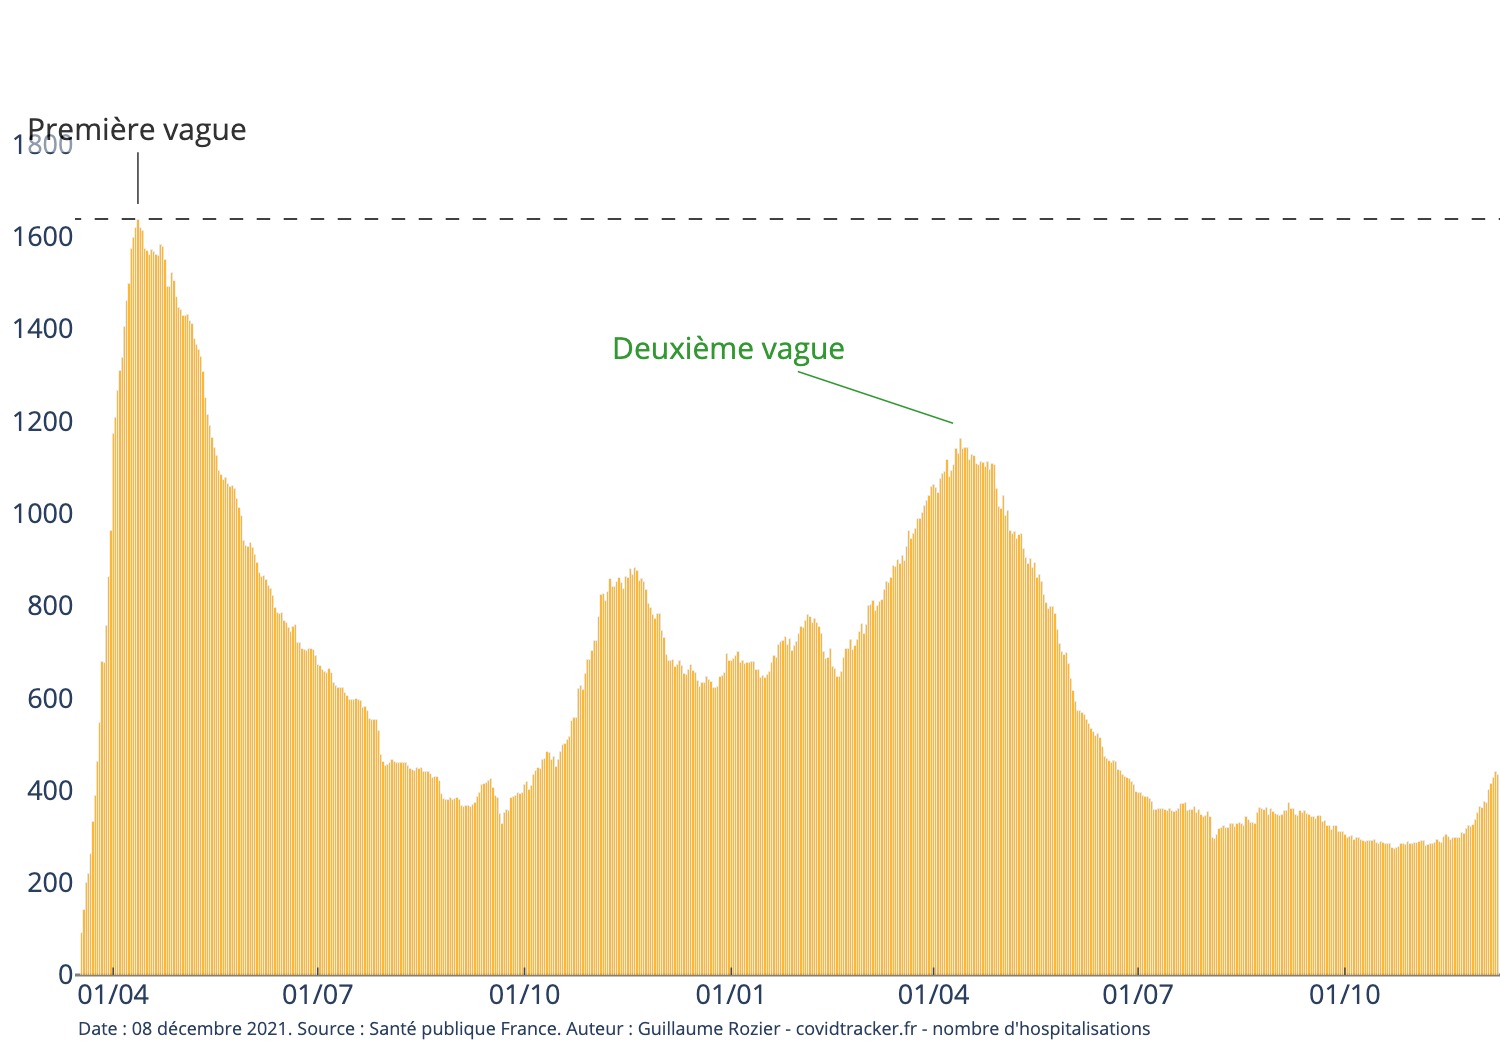 Première vague
1800
1600
1400
Deuxième vague
1200
1000
800
600
400
200
0
01/04 01/07 01/10 01/01 01/04 01/07 01/10
Date : 08 décembre 2021. Source : Santé publique France. Auteur : Guillaume Rozier - covidtracker.fr - nombre d'hospitalisations